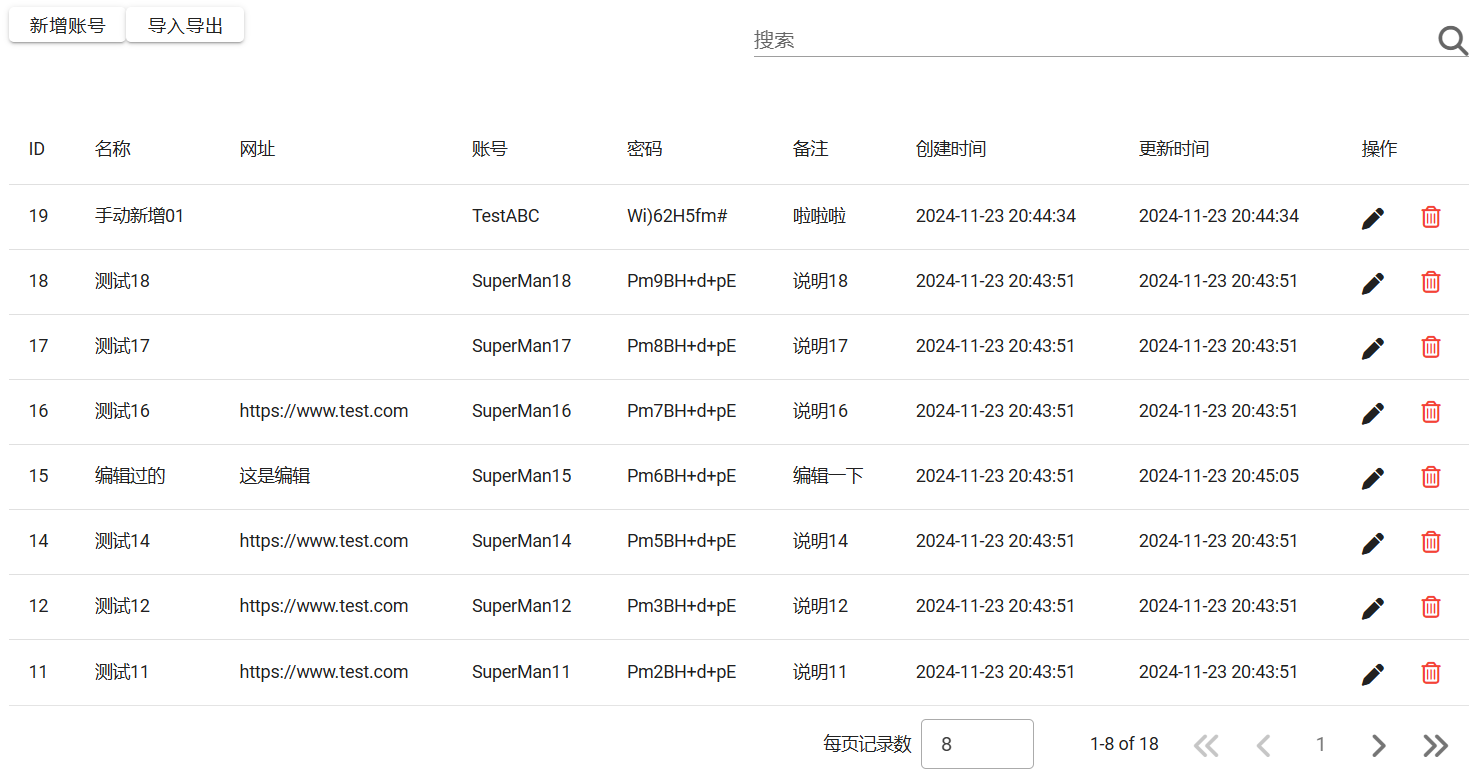 新增账号 导入导出
搜索
ID 名称 网址 账号 密码 备注 创建时间 更新时间 操作
19 手动新增01 TestABC Wi)62H5fm# 啦啦啦 2024-11-23 20:44:34 2024-11-23 20:44:34
18 测试18 SuperMan18 Pm9BH+d+pE 说明18 2024-11-23 20:43:51 2024-11-23 20:43:51
17 测试17 SuperMan17 Pm8BH+d+pE 说明17 2024-11-23 20:43:51 2024-11-23 20:43:51
16 测试16 https://www.test.com SuperMan16 Pm7BH+d+pE 说明16 2024-11-23 20:43:51 2024-11-23 20:43:51
15 编辑过的 这是编辑 SuperMan15 Pm6BH+d+pE 编辑一下 2024-11-23 20:43:51 2024-11-23 20:45:05
14 测试14 https://www.test.com SuperMan14 Pm5BH+d+pE 说明14 2024-11-23 20:43:51 2024-11-23 20:43:51
12 测试12 https://www.test.com SuperMan12 Pm3BH+d+pE 说明12 2024-11-23 20:43:51 2024-11-23 20:43:51
11 测试11 https://www.test.com SuperMan11 Pm2BH+d+pE 说明11 2024-11-23 20:43:51 2024-11-23 20:43:51
每页记录数 8 1-8 of 18 1